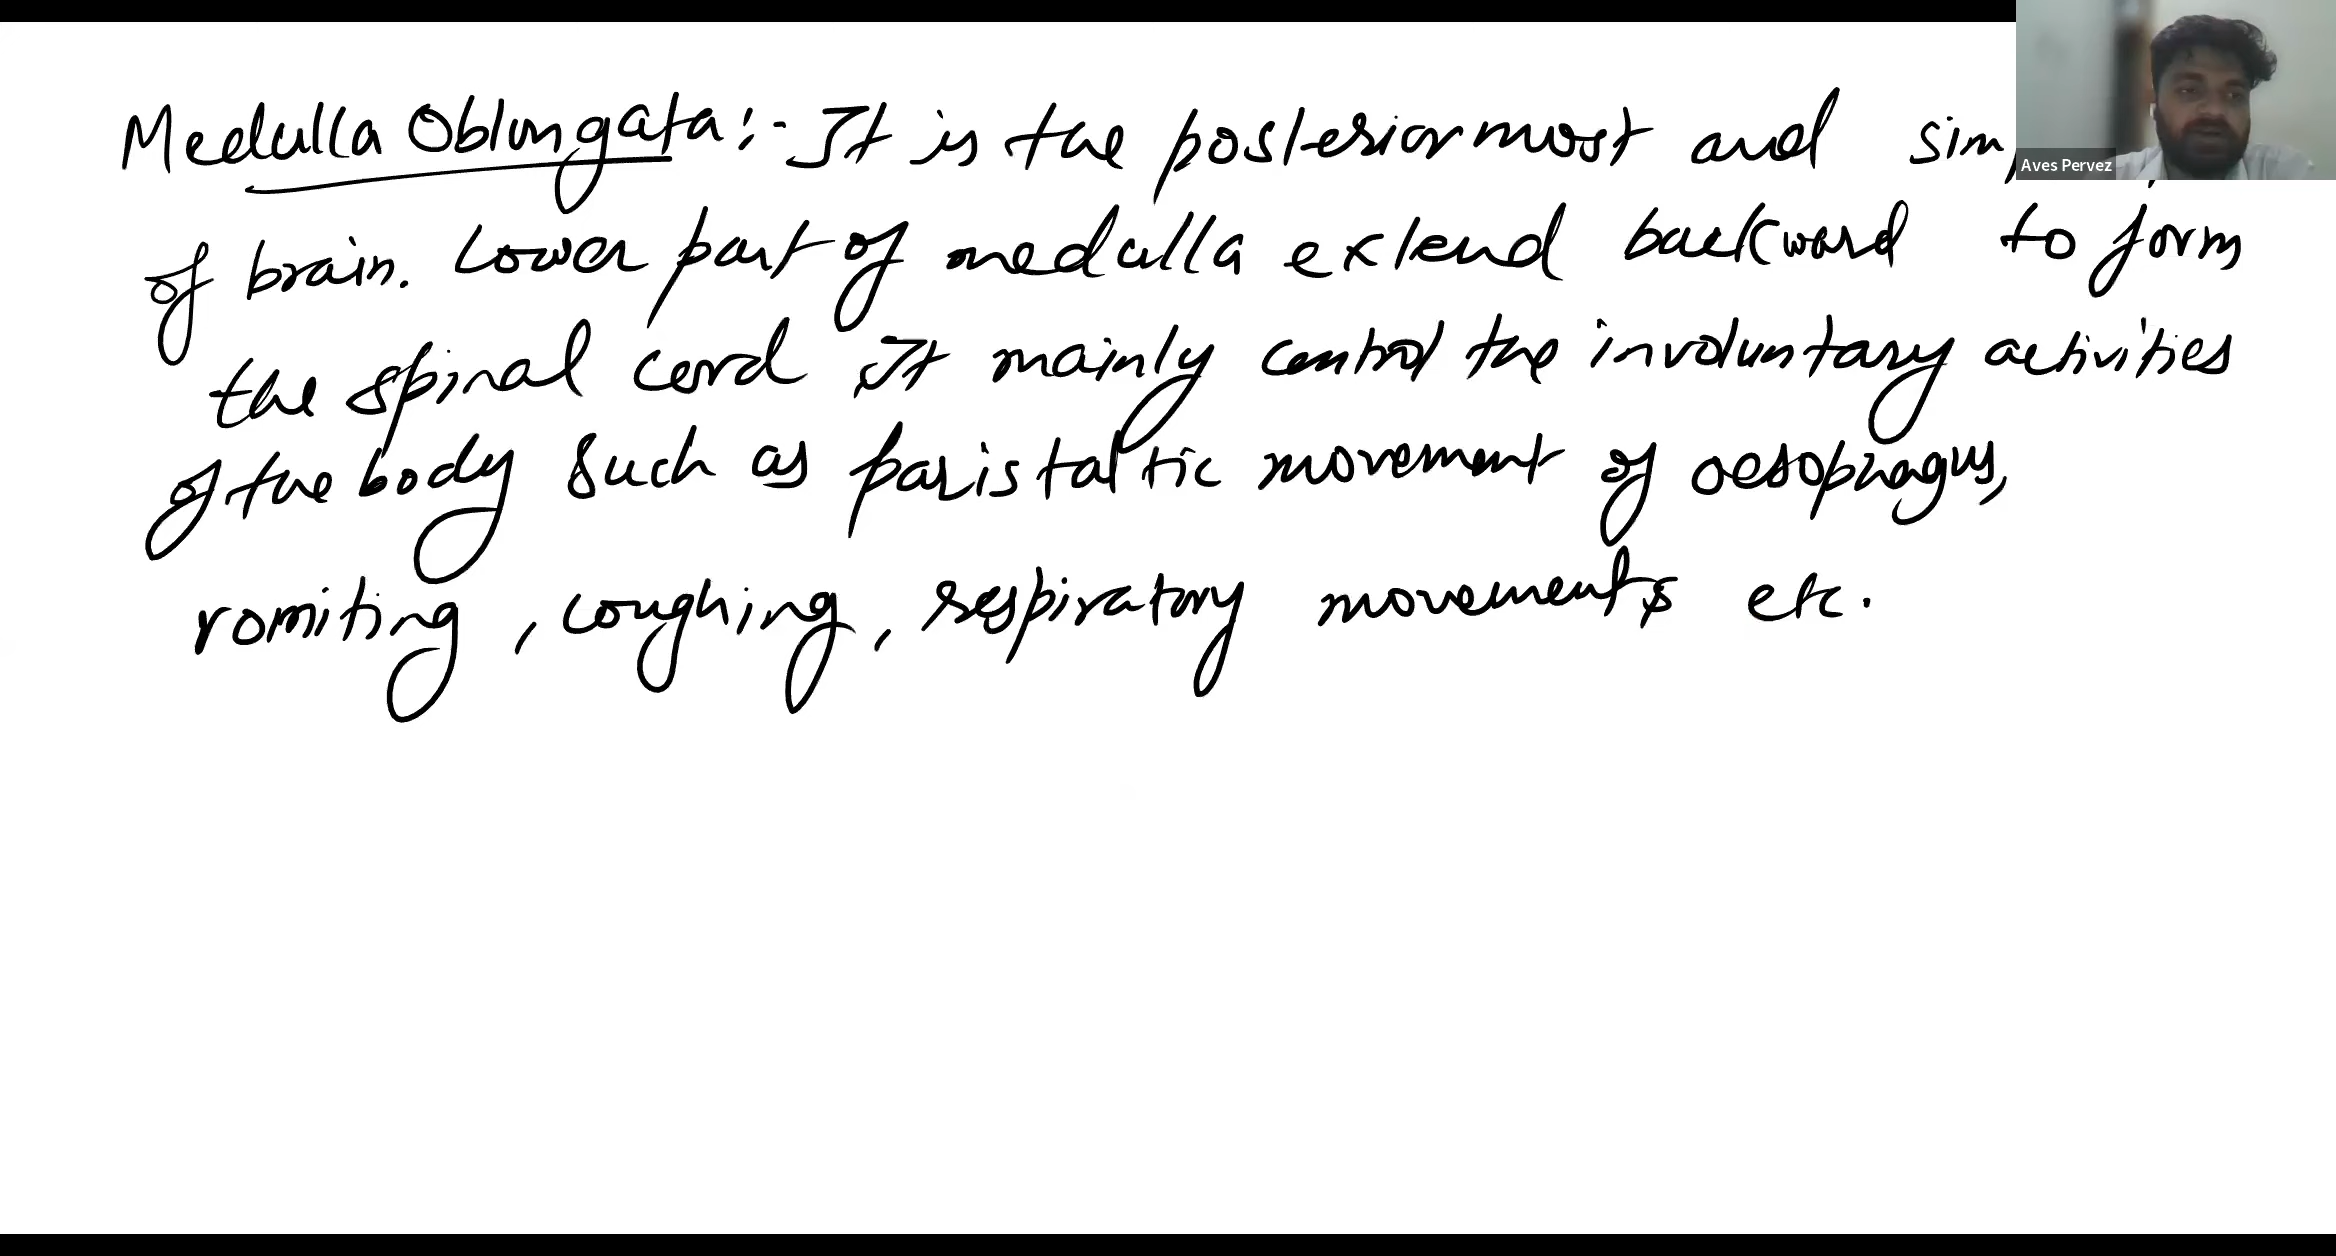 Medulla Oblongata :- It is the posteriormost and
Aves Pervez
of brain. Lower part of medulla extend backward to form
the spinal cord It mainly control the involuntary activities
of the body such as paristaltic movement of oesophagus,
vomiting, coughing, respiratory movements etc.